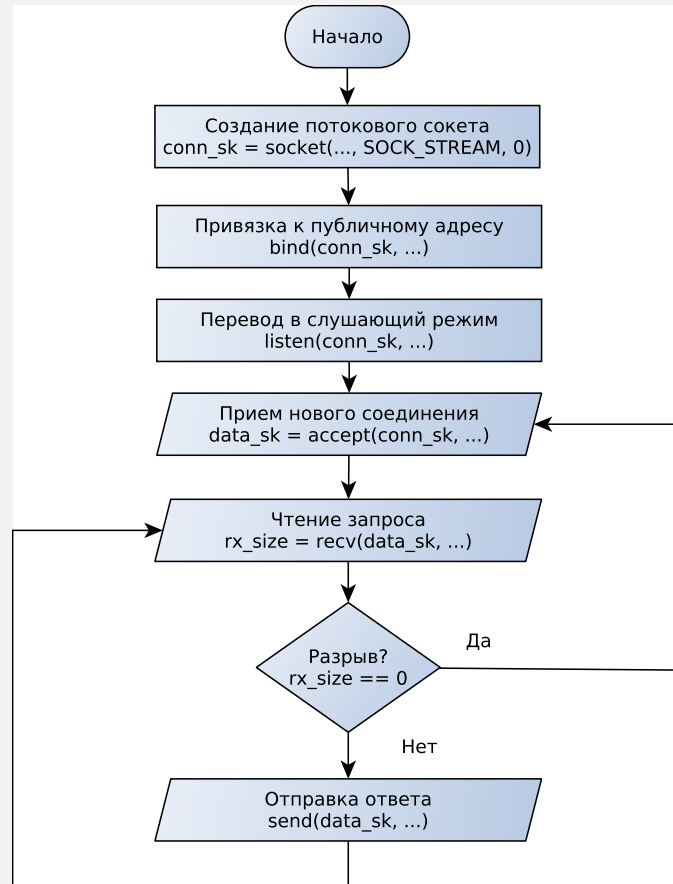 Начало
Создание потокового сокета
conn_sk = socket(..., SOCK_STREAM, 0)
Привязка к публичному адресу
bind(conn_sk, ...)
Перевод в слушающий режим
listen(conn_sk, ...)
Прием нового соединения
data_sk = accept(conn_sk, ...)
Чтение запроса
rx_size = recv(data_sk, ...)
Разрыв?
rx_size == 0
Да
Нет
Отправка ответа
send(data_sk, ...)